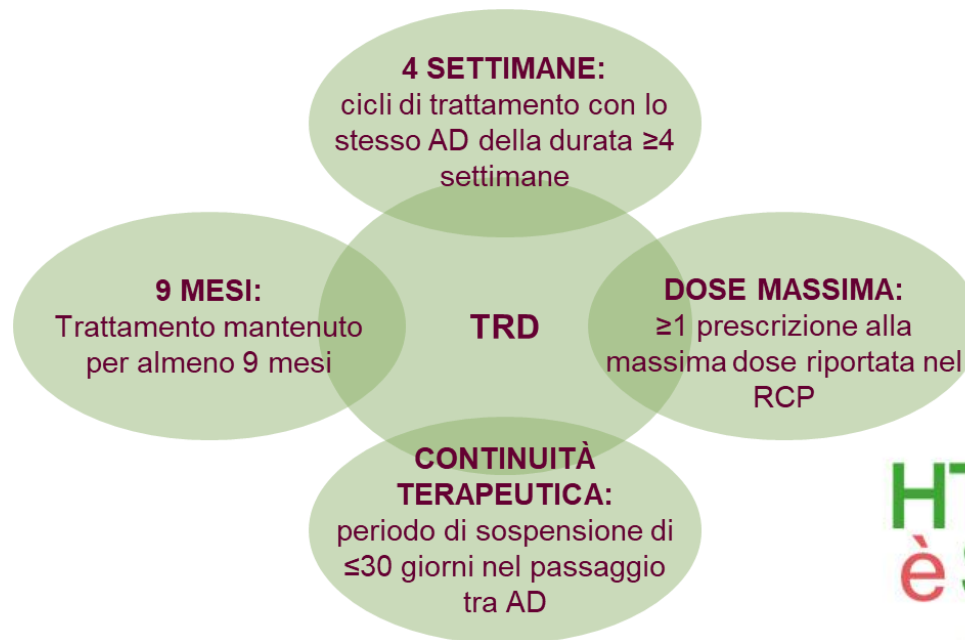 4 SETTIMANE:
cicli di trattamento con lo
stesso AD della durata ≥4
settimane
9 MESI:
Trattamento mantenuto
per almeno 9 mesi
TRD
DOSE MASSIMA:
≥1 prescrizione alla
massima dose riportata nel
RCP
CONTINUITÀ
TERAPEUTICA:
periodo di sospensione di
≤30 giorni nel passaggio
tra AD
H
è